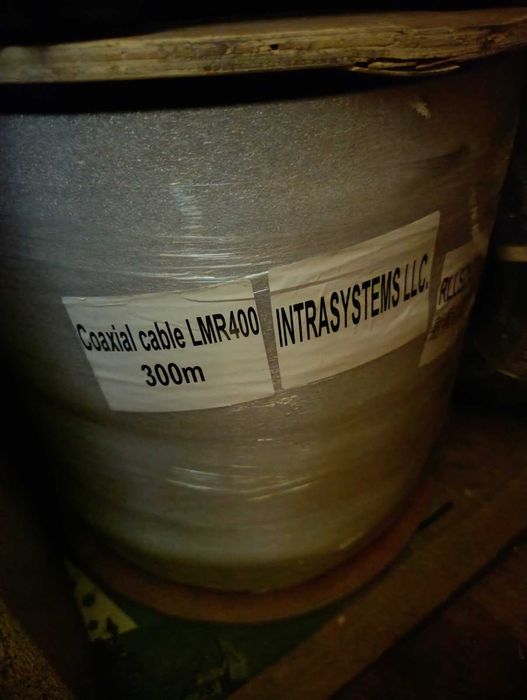 Coaxial cable LMR400
300m
INTRASYSTEMS LLC.